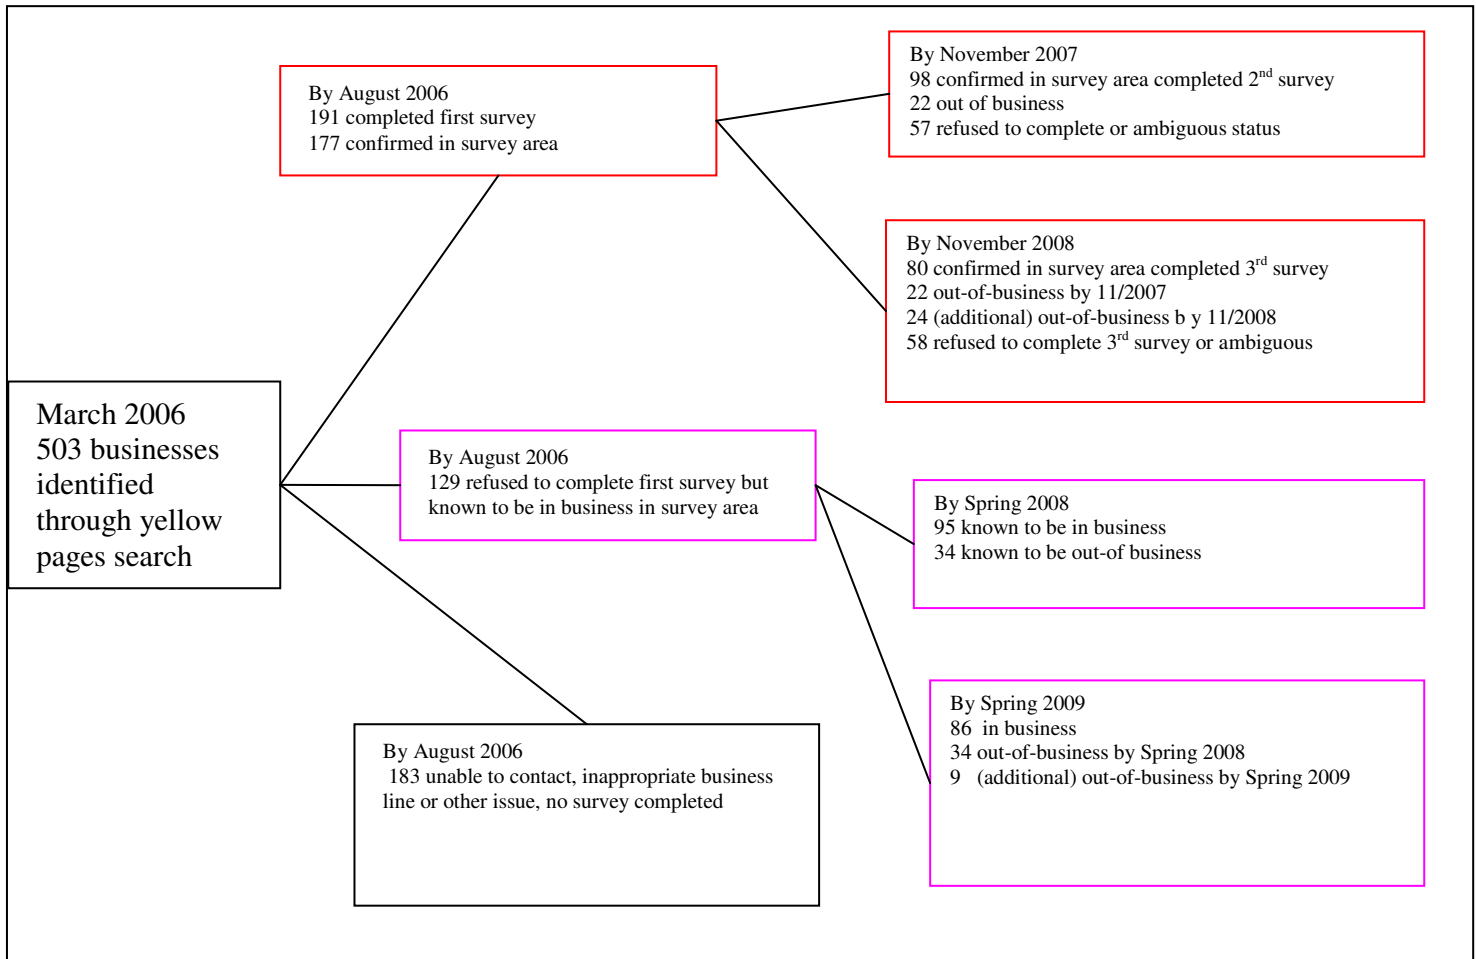 March 2006
503 businesses
identified
through yellow
pages search
By August 2006
191 completed first survey
177 confirmed in survey area
By November 2007
98 confirmed in survey area completed 2nd survey
22 out of business
57 refused to complete or ambiguous status
By November 2008
80 confirmed in survey area completed 3rd survey
22 out-of-business by 11/2007
24 (additional) out-of-business b y 11/2008
58 refused to complete 3rd survey or ambiguous
By August 2006
129 refused to complete first survey but
known to be in business in survey area
By Spring 2008
95 known to be in business
34 known to be out-of business
By Spring 2009
86 in business
34 out-of-business by Spring 2008
9 (additional) out-of-business by Spring 2009
By August 2006
183 unable to contact, inappropriate business
line or other issue, no survey completed